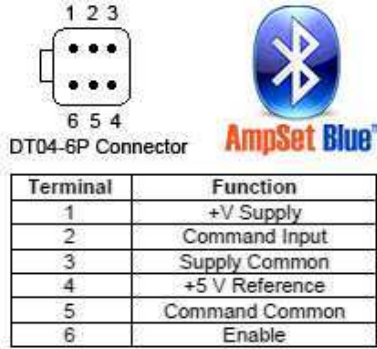 1 2 3
6 5 4
DT04-6P Connector
AmpSet Blue
Terminal Function
1 +V Supply
2 Command Input
3 Supply Common
4 +5 V Reference
5 Command Common
6 Enable